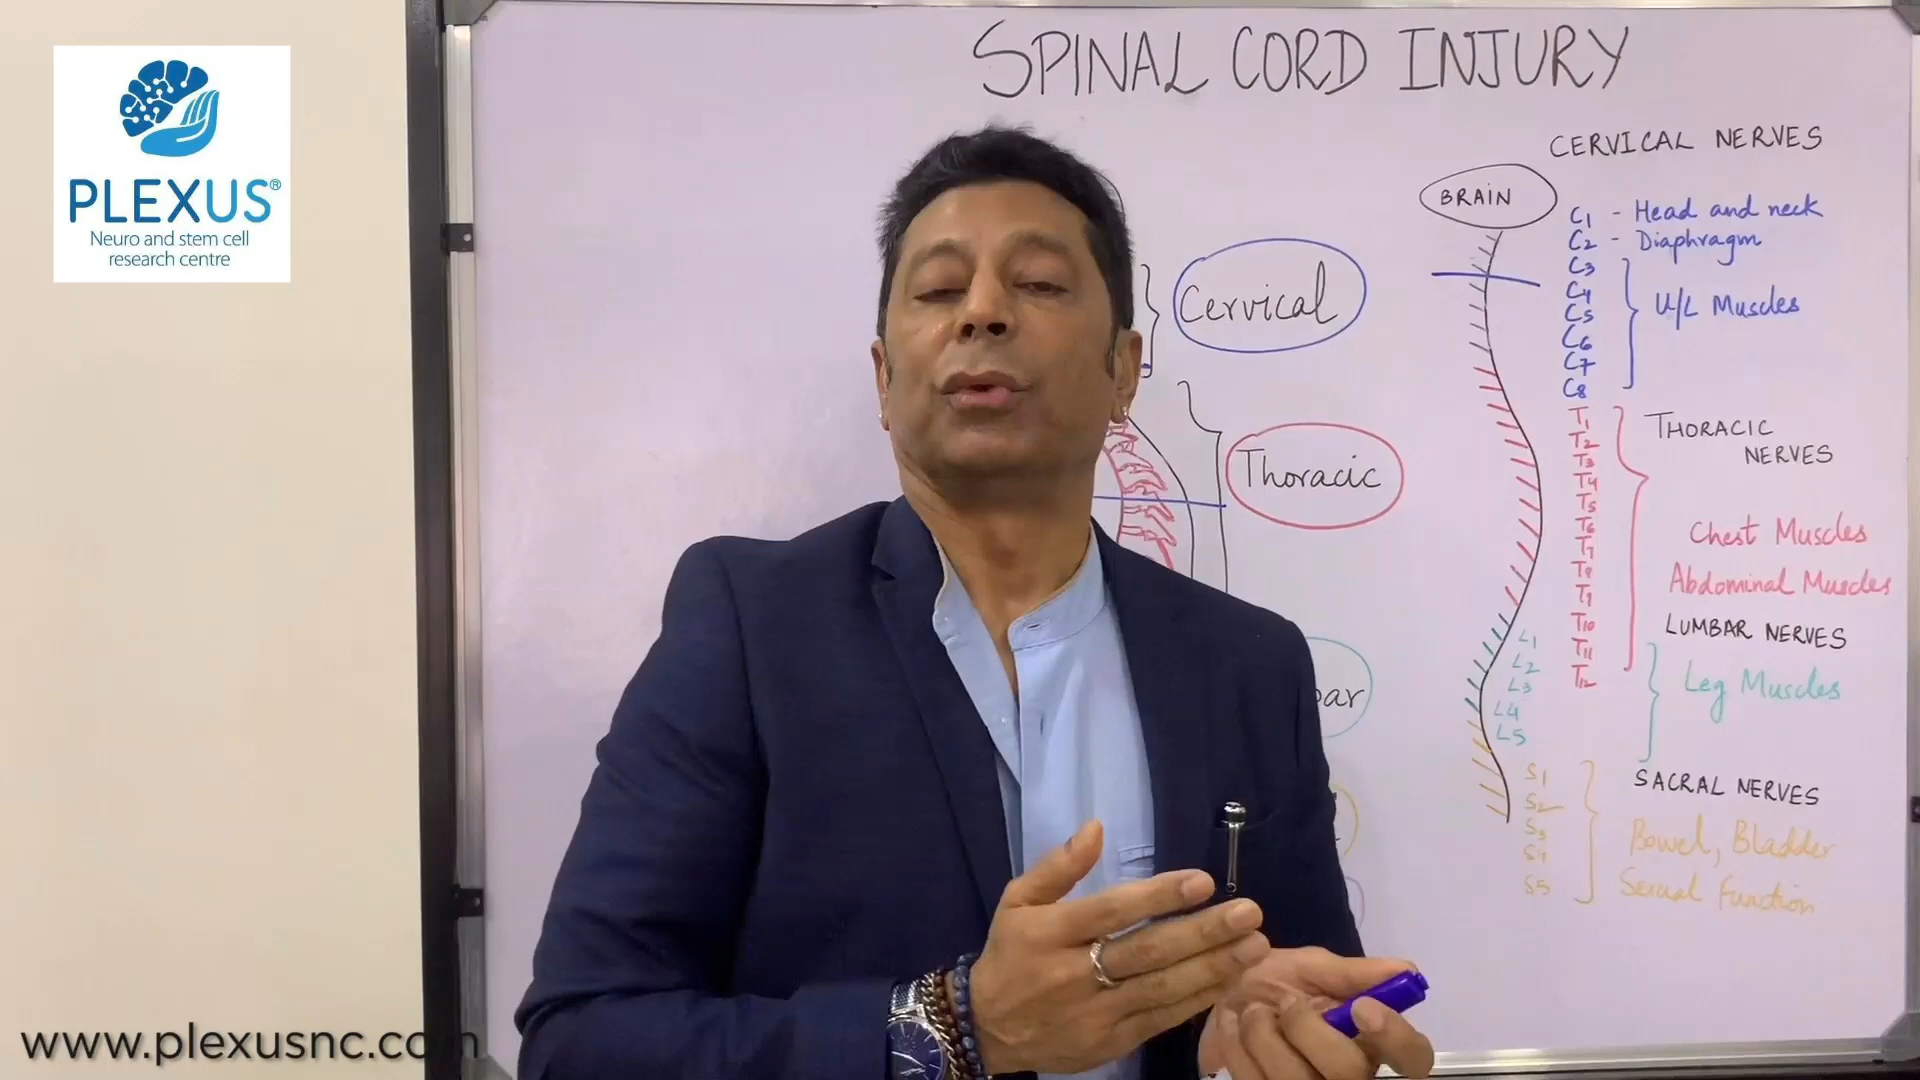 PLEXUS®
Neuro and stem cell
research centre
www.plexusnc.com
SPINAL CORD INJURY
Cervical
Thoracic
bar
BRAIN
CERVICAL NERVES
C1 - Head and neck
C2 - Diaphragm
C3
C4
C5
C6
C7
C8
U/L Muscles
T1
T2
T3
T4
T5
T6
T7
T8
T9
T10
T11
T12
THORACIC
NERVES
Chest Muscles
Abdominal Muscles
LUMBAR NERVES
L1
L2
L3
L4
L5
Leg Muscles
SACRAL NERVES
S1
S2
S3
S4
S5
Bowel, Bladder
Sexual Function